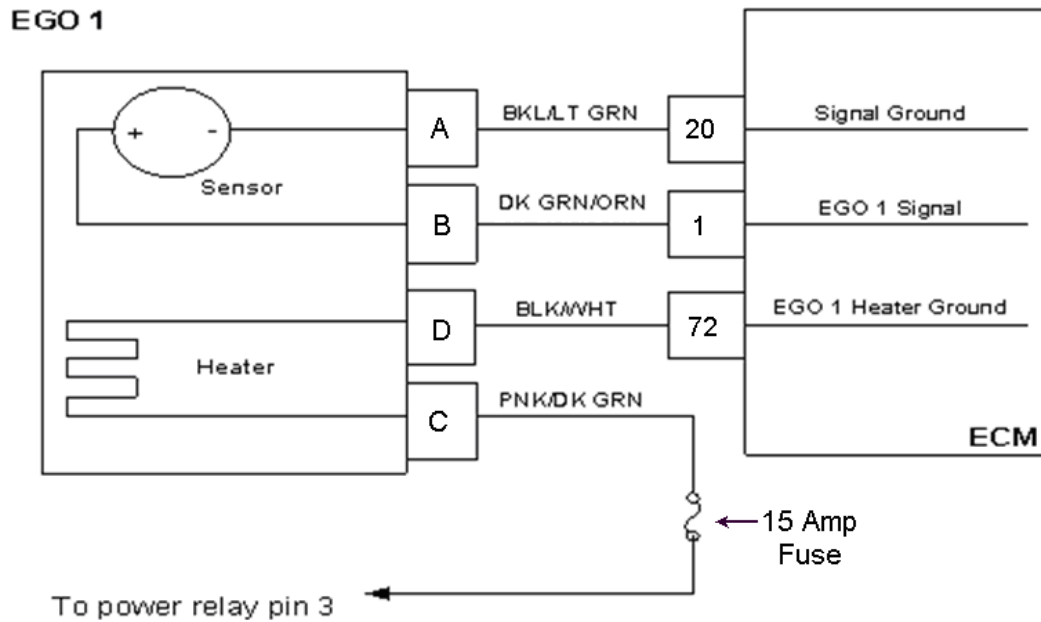 EGO 1
+ -
Sensor
Heater
A
B
D
C
BKL/LT GRN
DK GRN/ORN
BLK/WHT
PNK/DK GRN
20
1
72
Signal Ground
EGO 1 Signal
EGO 1 Heater Ground
ECM
15 Amp
Fuse
To power relay pin 3